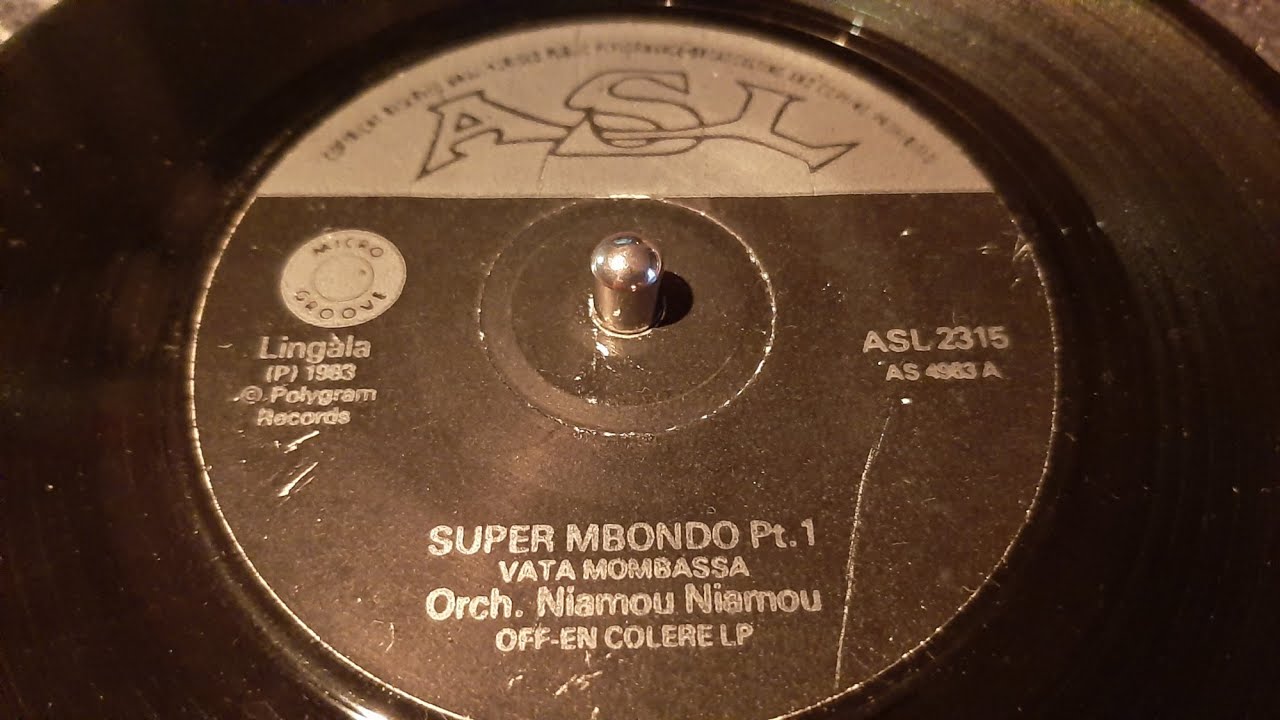 ASL
MICRO
GROOVE
Lingàla
(P) 1983
© Polygram
Records
ASL 2315
AS 4983 A
SUPER MBONDO Pt.1
VATA MOMBASSA
Orch. Niamou Niamou
OFF-EN COLERE LP